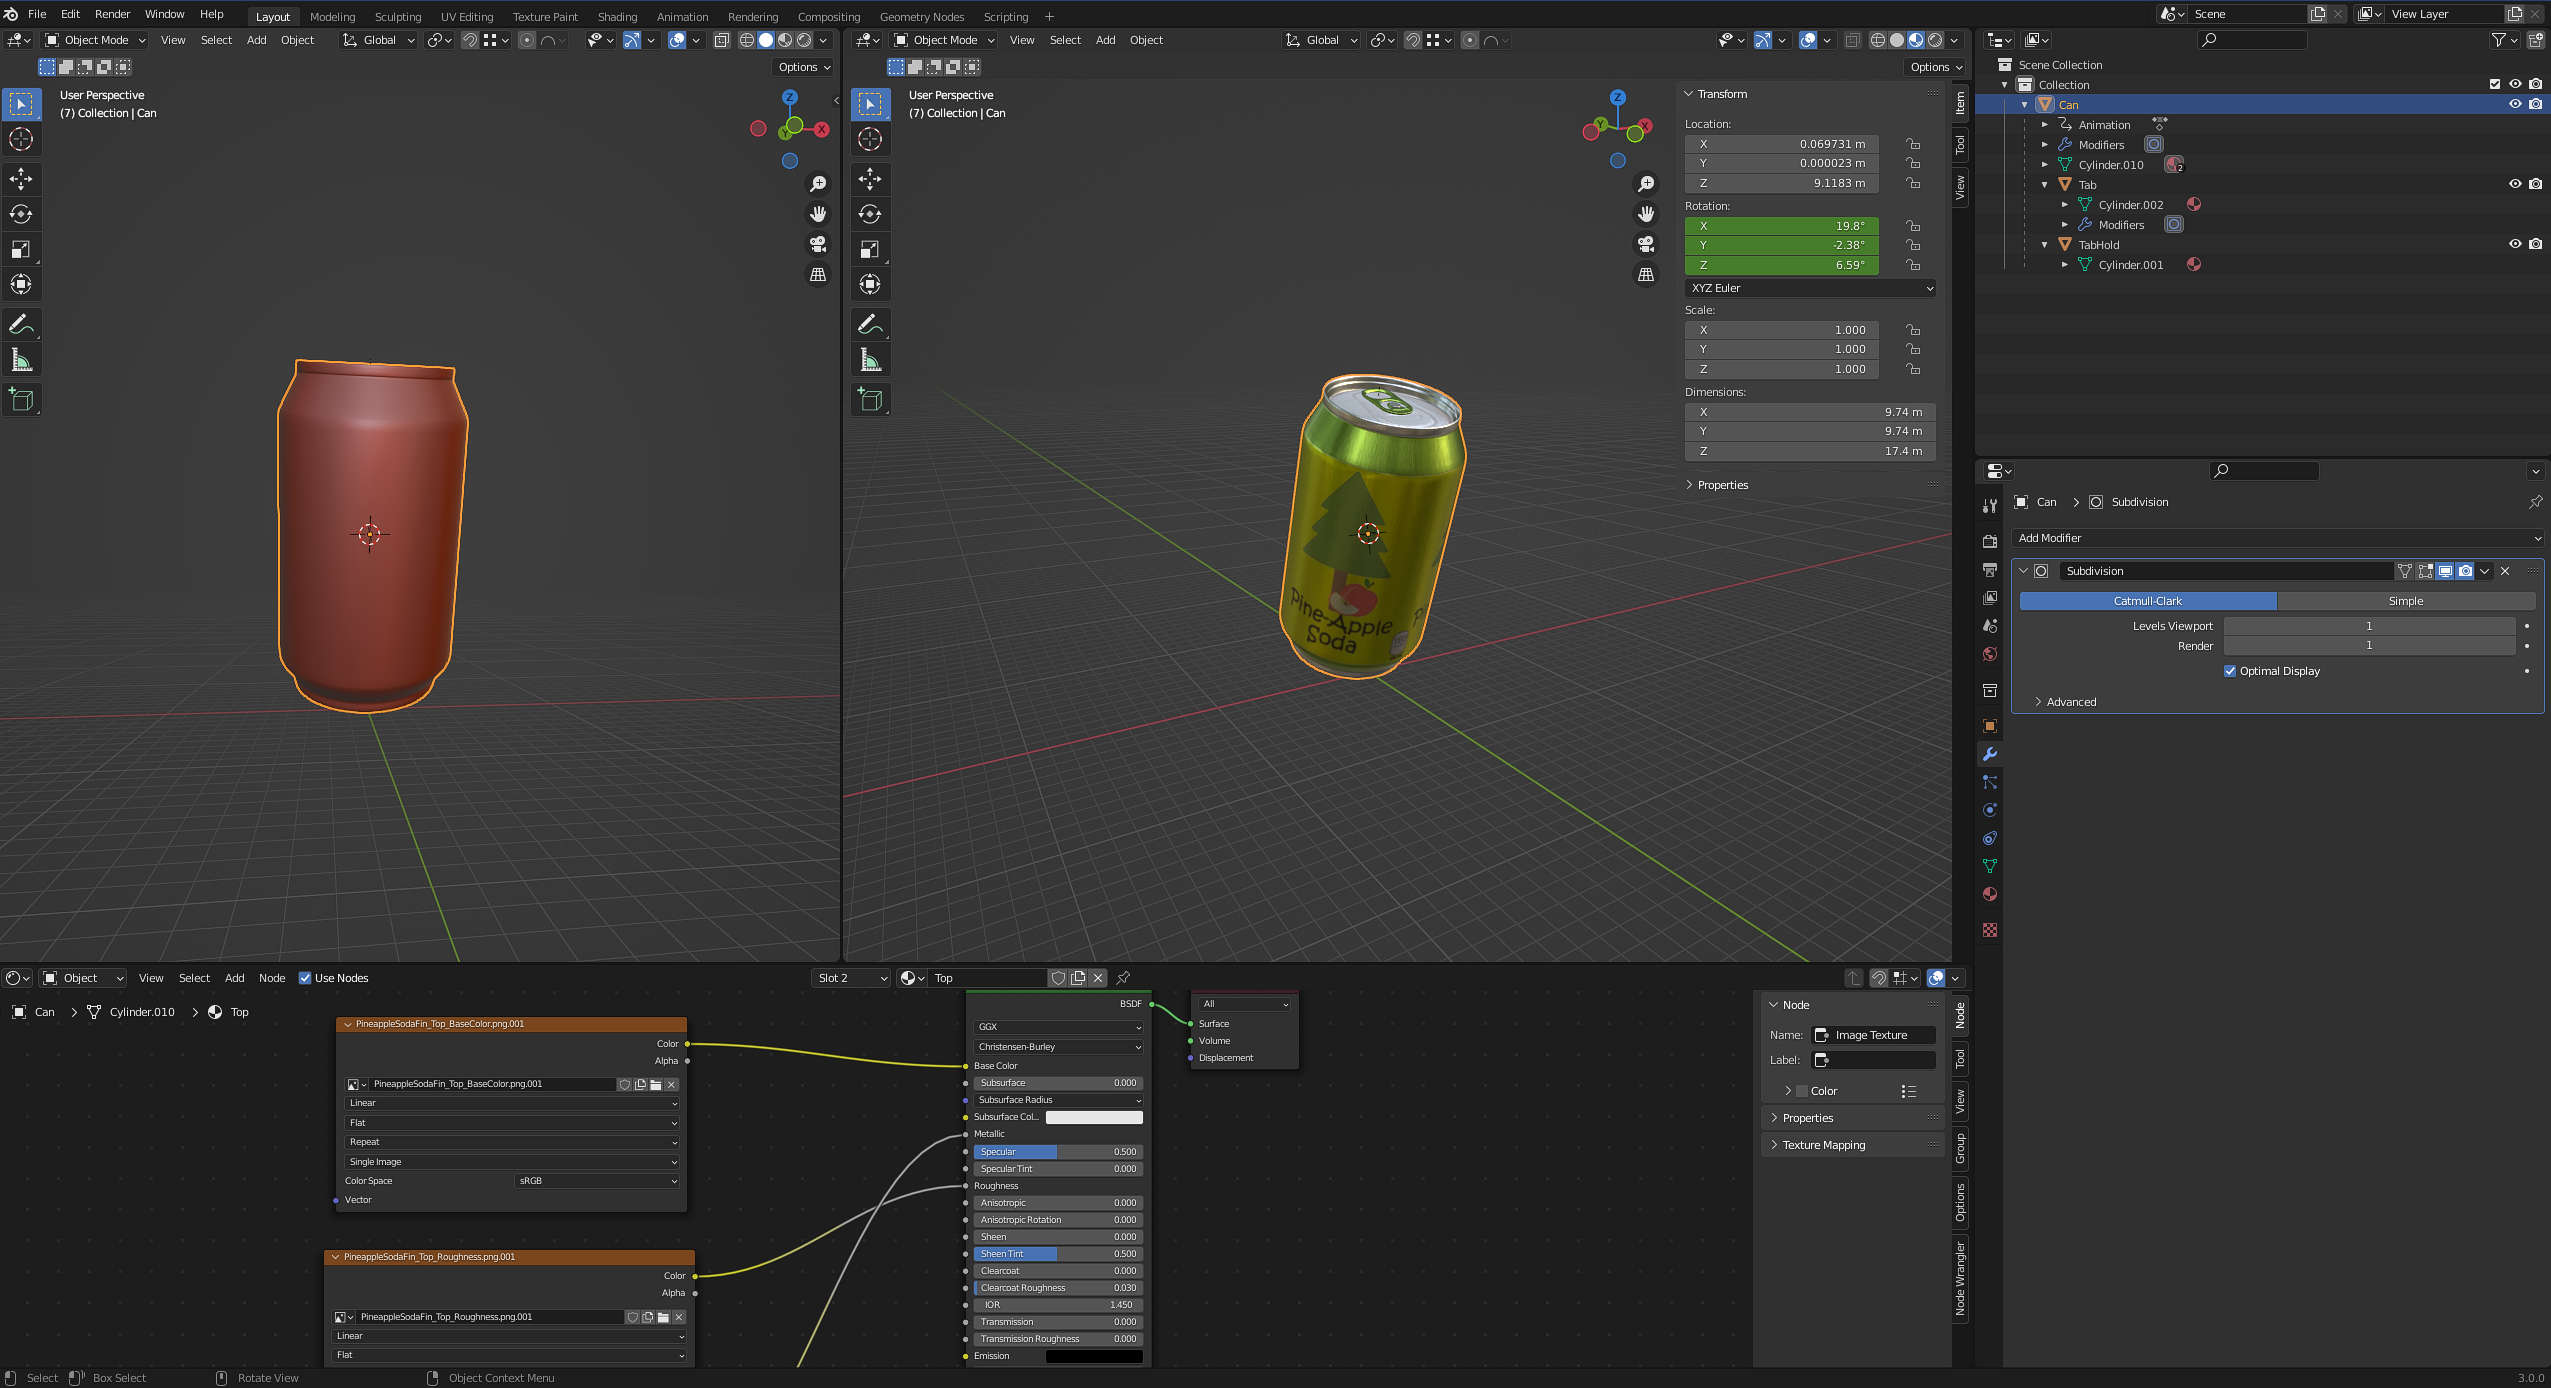 File Edit Render Window Help Layout Modeling Sculpting UV Editing Texture Paint Shading Animation Rendering Compositing Geometry Nodes Scripting + Scene View Layer
Object Mode View Select Add Object Global
Object Mode View Select Add Object Global
Options
Options
User Perspective
(7) Collection | Can
Z
Y
X
User Perspective
(7) Collection | Can
Z
Y
X
Pine-Apple
Soda
Transform
Location:
X 0.069731 m
Y 0.000023 m
Z 9.1183 m
Rotation:
X 19.8°
Y -2.38°
Z 6.59°
XYZ Euler
Scale:
X 1.000
Y 1.000
Z 1.000
Dimensions:
X 9.74 m
Y 9.74 m
Z 17.4 m
Properties
Item
Tool
View
Scene Collection
Collection
Can
Animation
Modifiers
Cylinder.010 2
Tab
Cylinder.002
Modifiers
TabHold
Cylinder.001
Can > Subdivision
Add Modifier
Subdivision
Catmull-Clark Simple
Levels Viewport 1
Render 1
Optimal Display
Advanced
Object View Select Add Node Use Nodes Slot 2 Top
Can > Cylinder.010 > Top
PineappleSodaFin_Top_BaseColor.png.001
Color
Alpha
PineappleSodaFin_Top_BaseColor.png.001
Linear
Flat
Repeat
Single Image
Color Space sRGB
Vector
PineappleSodaFin_Top_Roughness.png.001
Color
Alpha
PineappleSodaFin_Top_Roughness.png.001
Linear
Flat
BSDF
GGX
Christensen-Burley
Base Color
Subsurface 0.000
Subsurface Radius
Subsurface Col...
Metallic
Specular 0.500
Specular Tint 0.000
Roughness
Anisotropic 0.000
Anisotropic Rotation 0.000
Sheen 0.000
Sheen Tint 0.500
Clearcoat 0.000
Clearcoat Roughness 0.030
IOR 1.450
Transmission 0.000
Transmission Roughness 0.000
Emission
All
Surface
Volume
Displacement
Node
Name: Image Texture
Label:
Color
Properties
Texture Mapping
Node
Tool
View
Group
Options
Node Wrangler
Select Box Select Rotate View Object Context Menu 3.0.0